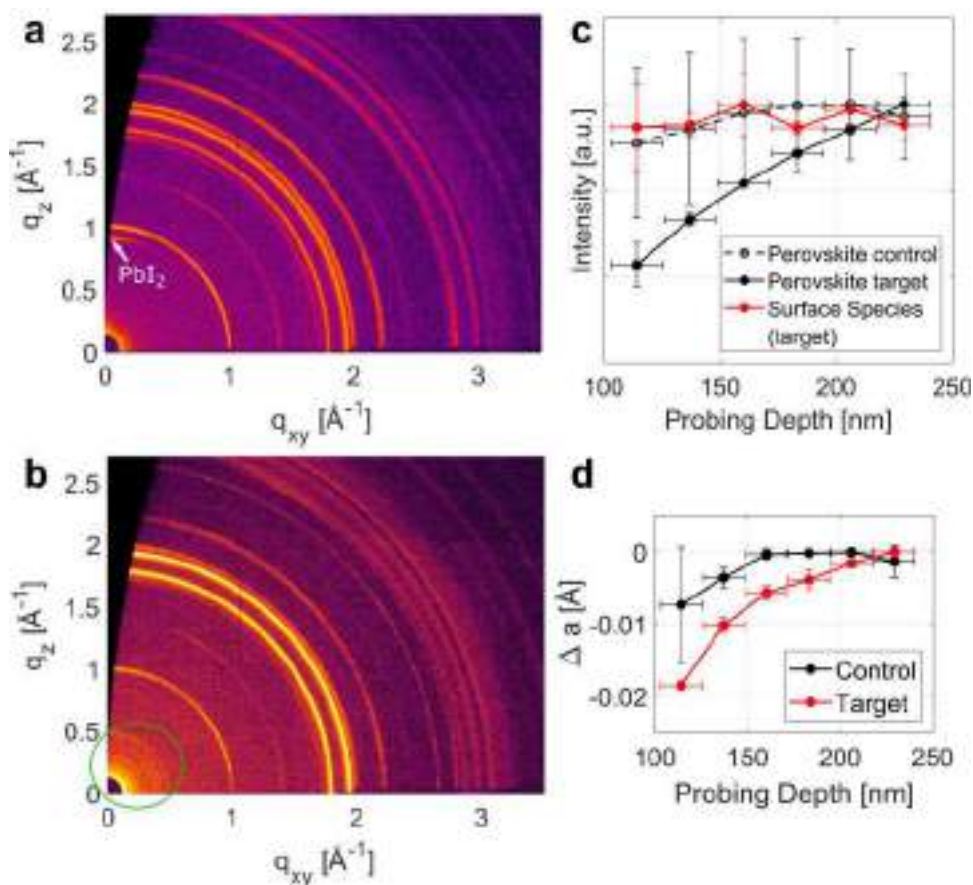 a
2.5
2
1.5
1
0.5
0
q_z [Å⁻¹]
PbI₂
0 1 2 3
q_xy [Å⁻¹]
b
2.5
2
1.5
1
0.5
0
q_z [Å⁻¹]
0 1 2 3
q_xy [Å⁻¹]
c
Intensity [a.u.]
Perovskite control
Perovskite target
Surface Species
(target)
100 150 200 250
Probing Depth [nm]
d
0
-0.01
-0.02
Δ a [Å]
Control
Target
100 150 200 250
Probing Depth [nm]